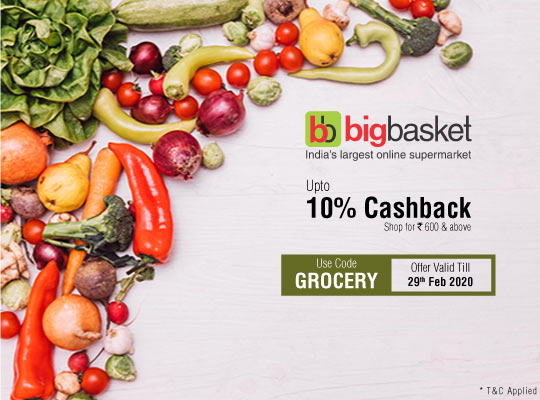 bb bigbasket
India's largest online supermarket
Upto
10% Cashback
Shop for ₹ 600 & above
Use Code
GROCERY
Offer Valid Till
29th Feb 2020
* T&C Applied